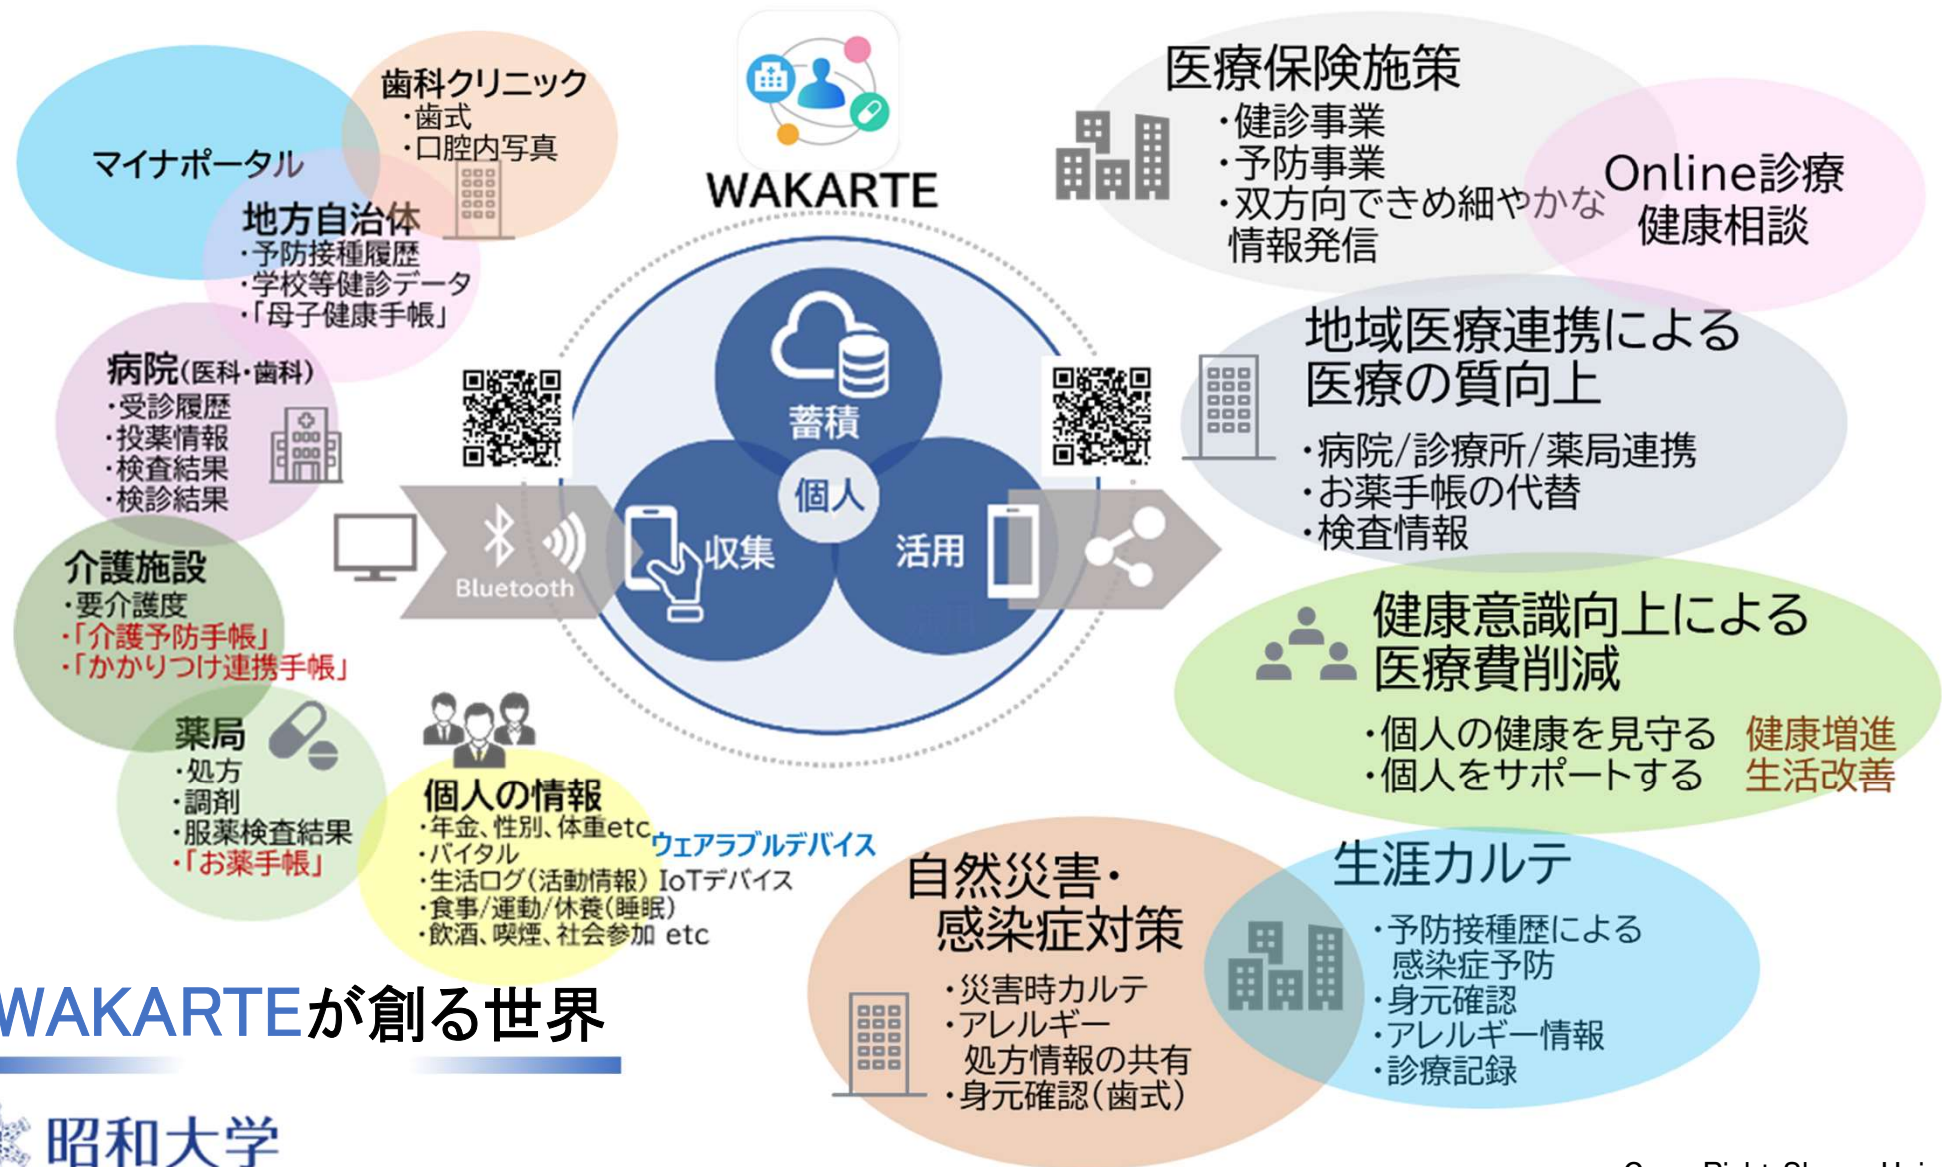 マイナポータル
歯科クリニック
・歯式
・口腔内写真
地方自治体
・予防接種履歴
・学校等健診データ
・「母子健康手帳」
病院(医科・歯科)
・受診履歴
・投薬情報
・検査結果
・検診結果
介護施設
・要介護度
・「介護予防手帳」
・「かかりつけ連携手帳」
薬局
・処方
・調剤
・服薬検査結果
・「お薬手帳」
個人の情報
・年金、性別、体重etc
・バイタル
ウェアラブルデバイス
・生活ログ(活動情報) IoTデバイス
・食事/運動/休養(睡眠)
・飲酒、喫煙、社会参加 etc
WAKARTE
Bluetooth
蓄積
個人
収集
活用
医療保険施策
・健診事業
・予防事業
・双方向できめ細やかな
情報発信
Online診療
健康相談
地域医療連携による
医療の質向上
・病院/診療所/薬局連携
・お薬手帳の代替
・検査情報
健康意識向上による
医療費削減
・個人の健康を見守る 健康増進
・個人をサポートする 生活改善
自然災害・
感染症対策
・災害時カルテ
・アレルギー
処方情報の共有
・身元確認(歯式)
生涯カルテ
・予防接種歴による
感染症予防
・身元確認
・アレルギー情報
・診療記録
WAKARTEが創る世界
昭和大学